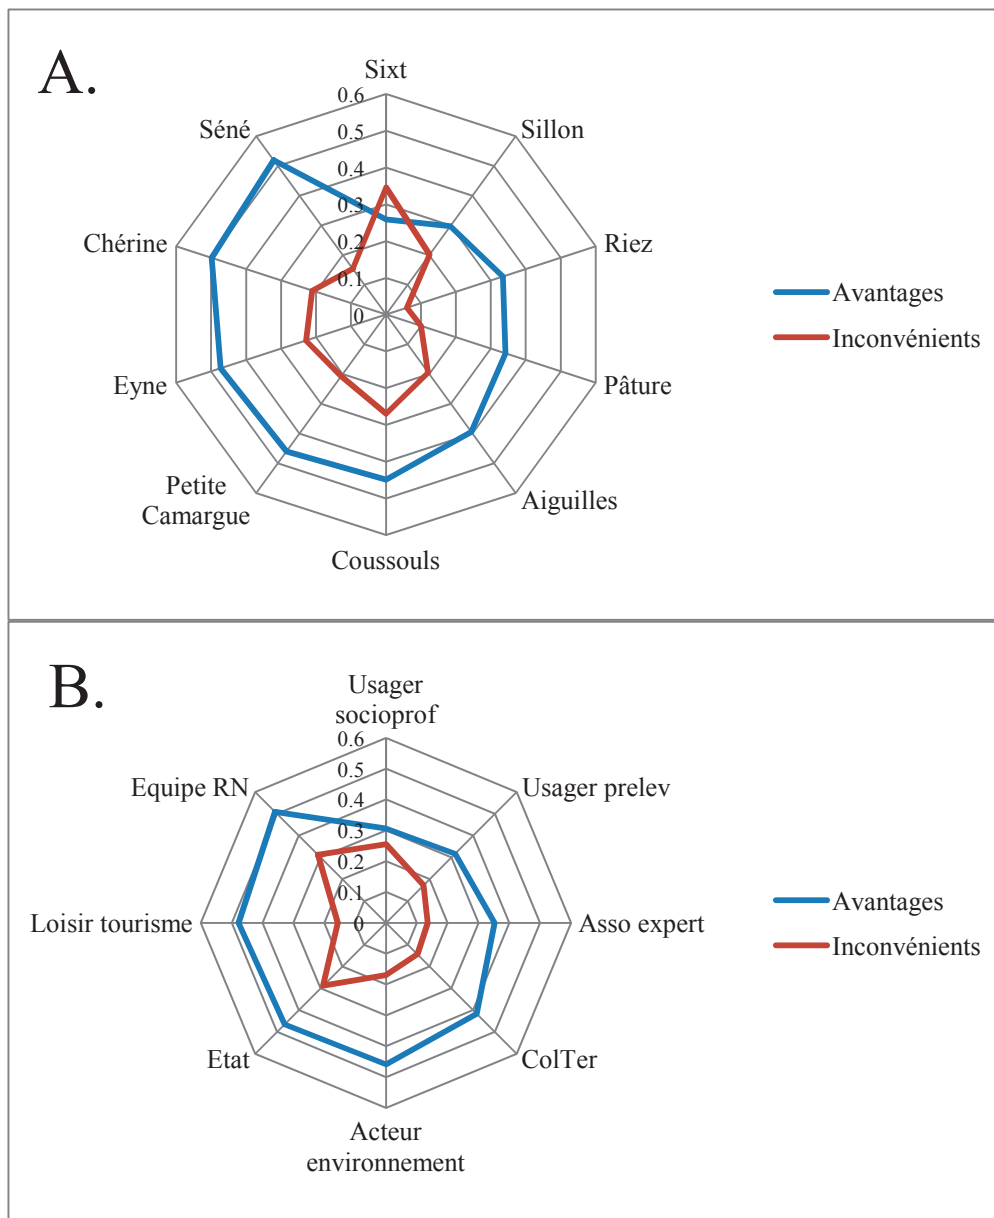 A.
Sixt
Sillon
Riez
Pâture
Aiguilles
Coussouls
Petite
Camargue
Eyne
Chérine
Séné
0.6
0.5
0.4
0.3
0.2
0.1
0
Avantages
Inconvénients
B.
Usager
socioprof
Usager prelev
Asso expert
ColTer
Acteur
environnement
Etat
Loisir tourisme
Equipe RN
0.6
0.5
0.4
0.3
0.2
0.1
0
Avantages
Inconvénients